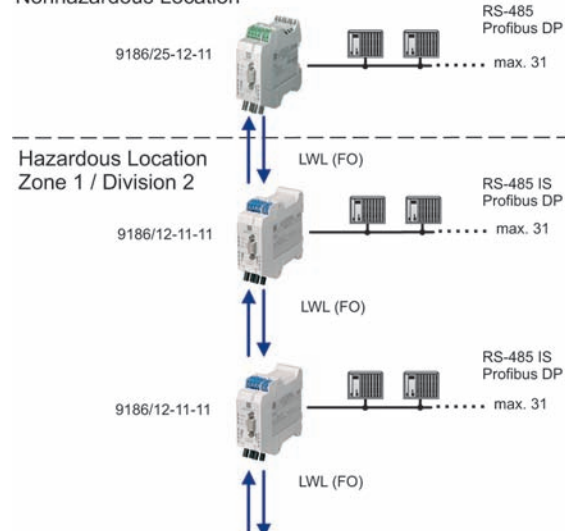 Nonhazardous Location
RS-485
Profibus DP
9186/25-12-11
max. 31
Hazardous Location
Zone 1 / Division 2
LWL (FO)
RS-485 IS
Profibus DP
9186/12-11-11
max. 31
LWL (FO)
RS-485 IS
Profibus DP
9186/12-11-11
max. 31
LWL (FO)